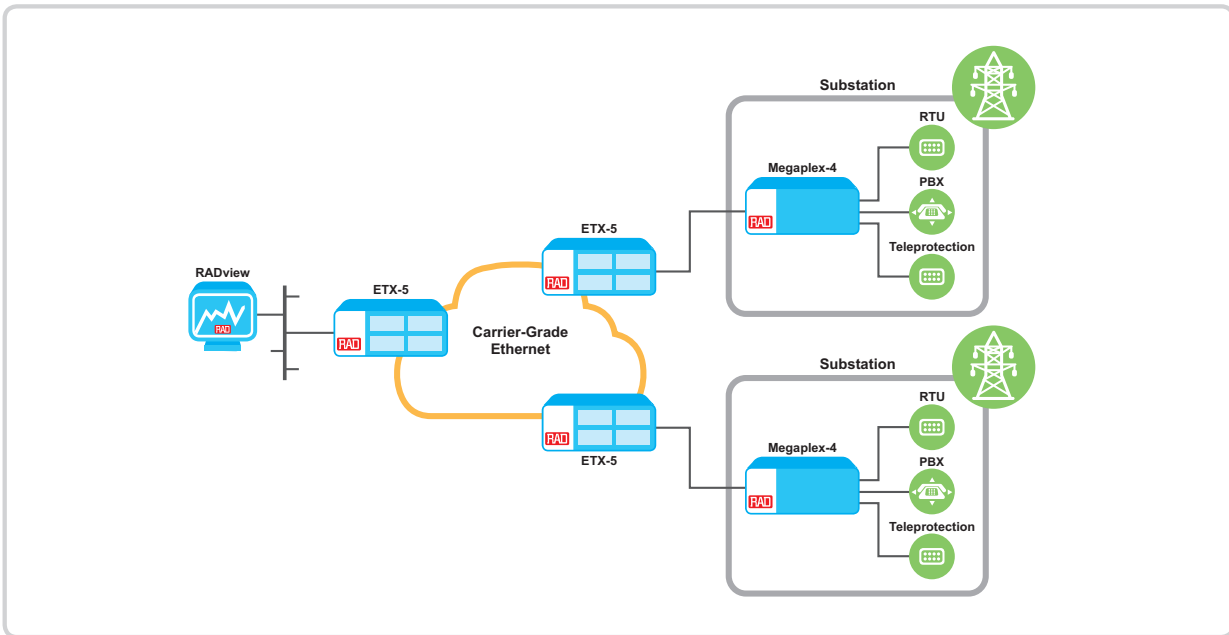 Substation
RTU
Megaplex-4
PBX
RAD
Teleprotection
ETX-5
RAD
RADview
RAD
ETX-5
RAD
Carrier-Grade
Ethernet
Substation
RTU
RAD
ETX-5
Megaplex-4
PBX
RAD
Teleprotection